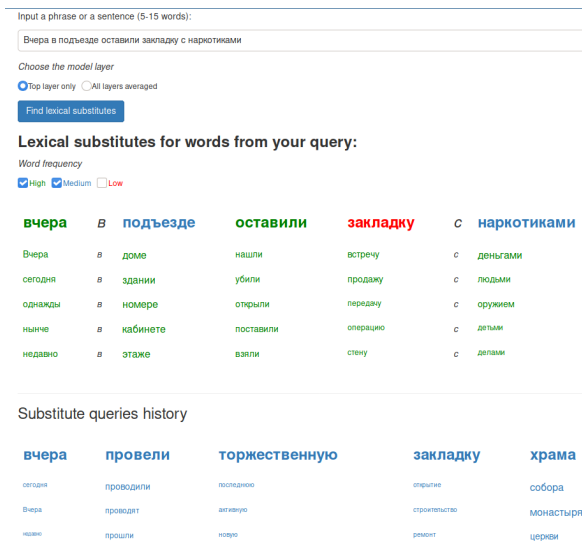 Input a phrase or a sentence (5-15 words):
Вчера в подъезде оставили закладку с наркотиками
Choose the model layer
Top layer only All layers averaged
Find lexical substitutes
Lexical substitutes for words from your query:
Word frequency
High Medium Low
вчера в подъезде оставили закладку с наркотиками
Вчера в доме нашли встречу с деньгами
сегодня в здании убили продажу с людьми
однажды в номере открыли передачу с оружием
нынче в кабинете поставили операцию с детьми
недавно в этаже взяли стену с делами
Substitute queries history
вчера провели торжественную закладку храма
сегодня проводили последнюю открытие собора
Вчера проводят активную строительство монастыря
недавно прошли новую ремонт церкви